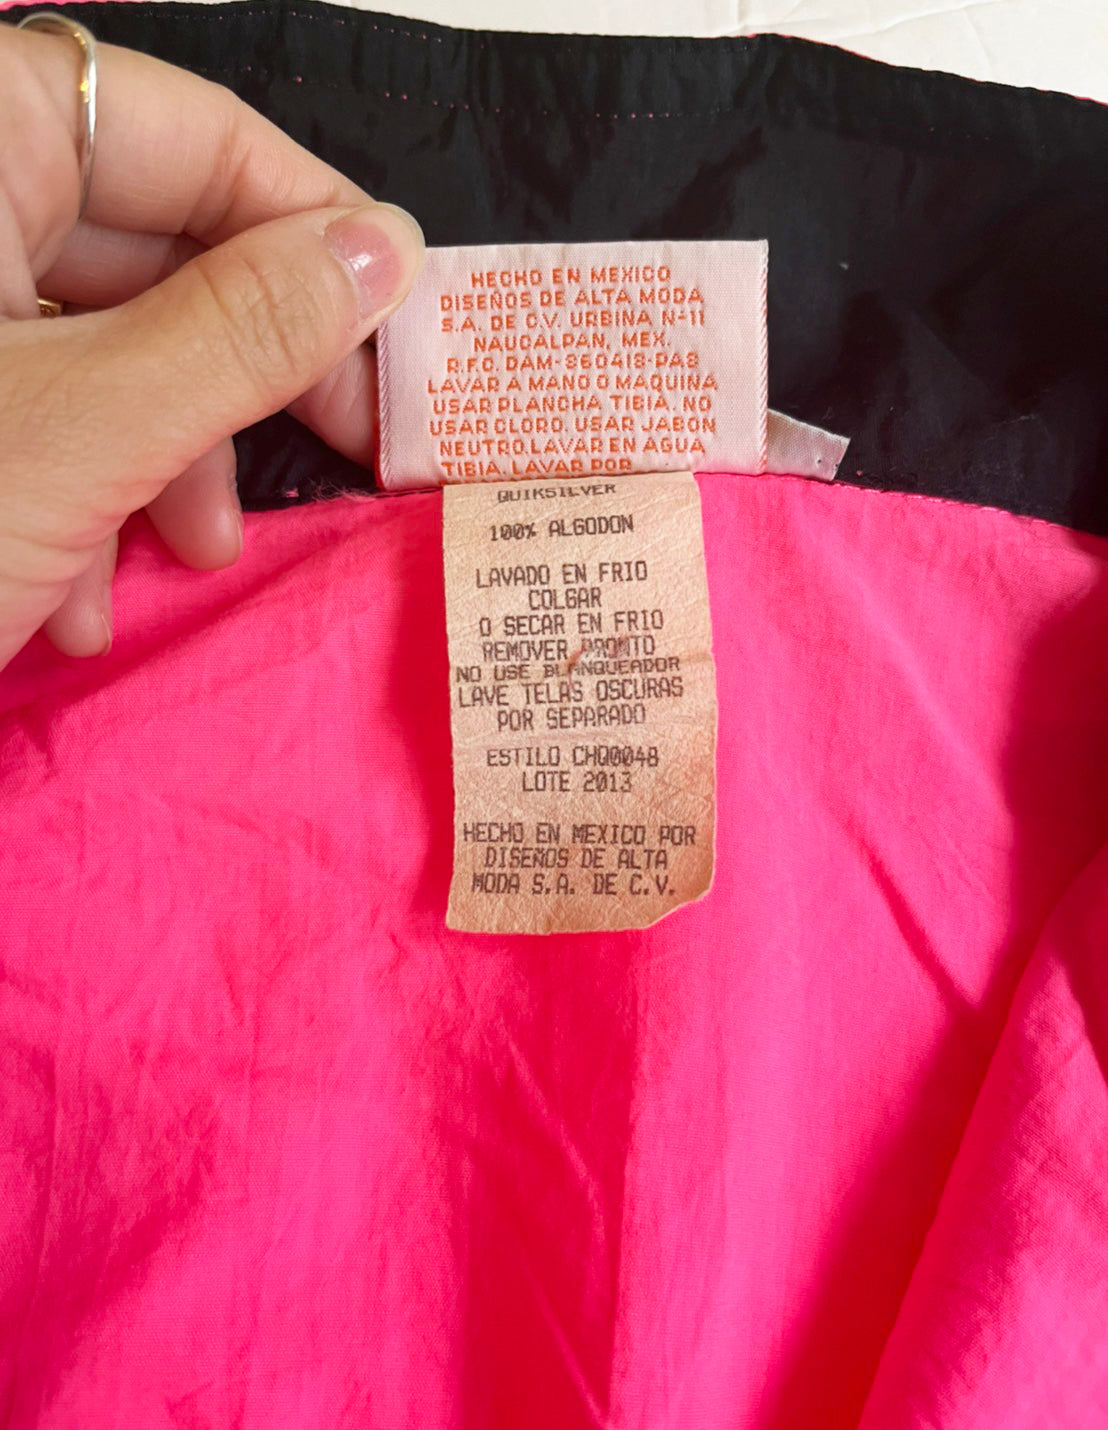 HECHO EN MEXICO
DISEÑOS DE ALTA MODA
S.A. DE C.V. URBINA Nº11
NAUCALPAN, MEX.
R.F.C. DAM-860418-PA8
LAVAR A MANO O MAQUINA
USAR PLANCHA TIBIA. NO
USAR CLORO. USAR JABON
NEUTRO. LAVAR EN AGUA
TIBIA. LAVAR POR
QUIKSILVER
100% ALGODON
LAVADO EN FRIO
COLGAR
O SECAR EN FRIO
REMOVER PRONTO
NO USE BLANQUEADOR
LAVE TELAS OSCURAS
POR SEPARADO
ESTILO CHQ0048
LOTE 2013
HECHO EN MEXICO POR
DISEÑOS DE ALTA
MODA S.A. DE C.V.